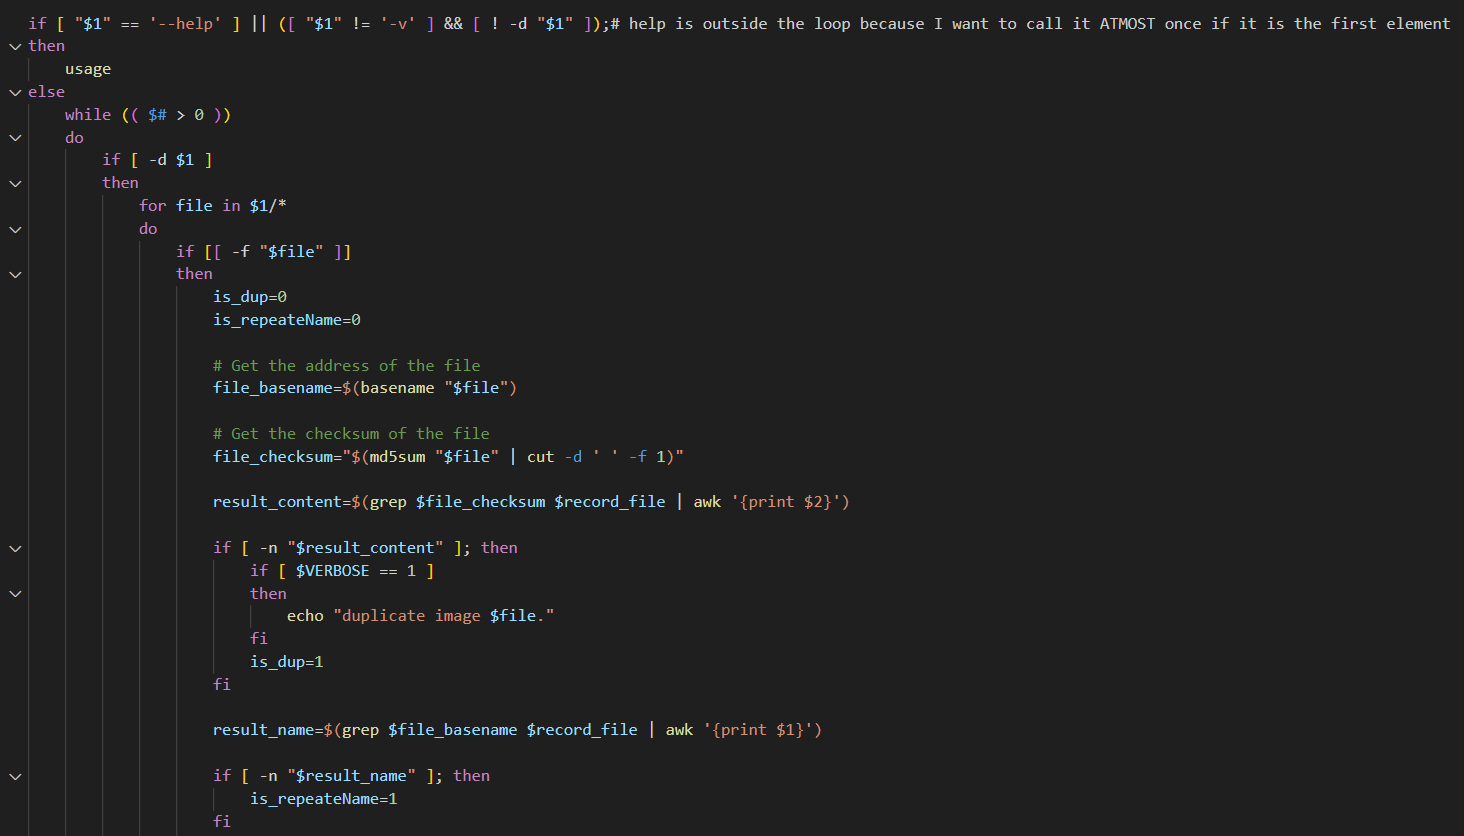 if [ "$1" == '--help' ] || ([ "$1" != '-v' ] && [ ! -d "$1" ]);# help is outside the loop because I want to call it ATMOST once if it is the first element
then
    usage
else
    while (( $# > 0 ))
    do
        if [ -d $1 ]
        then
            for file in $1/*
            do
                if [[ -f "$file" ]]
                then
                    is_dup=0
                    is_repeateName=0

                    # Get the address of the file
                    file_basename=$(basename "$file")

                    # Get the checksum of the file
                    file_checksum="$(md5sum "$file" | cut -d ' ' -f 1)"

                    result_content=$(grep $file_checksum $record_file | awk '{print $2}')

                    if [ -n "$result_content" ]; then
                        if [ $VERBOSE == 1 ]
                        then
                            echo "duplicate image $file."
                        fi
                        is_dup=1
                    fi

                    result_name=$(grep $file_basename $record_file | awk '{print $1}')

                    if [ -n "$result_name" ]; then
                        is_repeateName=1
                    fi